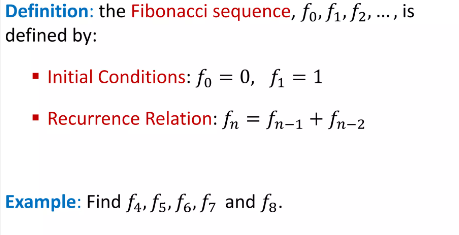 Definition: the Fibonacci sequence, f₀, f₁, f₂, ..., is
defined by:
▪ Initial Conditions: f₀ = 0, f₁ = 1
▪ Recurrence Relation: fₙ = fₙ₋₁ + fₙ₋₂
Example: Find f₄, f₅, f₆, f₇ and f₈.